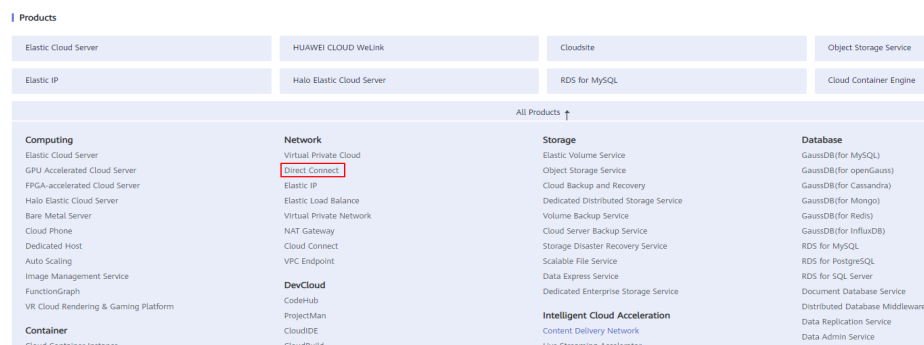 Products
Elastic Cloud Server
HUAWEI CLOUD WeLink
Cloudsite
Object Storage Service
Elastic IP
Halo Elastic Cloud Server
RDS for MySQL
Cloud Container Engine
All Products ↑
Computing
Elastic Cloud Server
GPU Accelerated Cloud Server
FPGA-accelerated Cloud Server
Halo Elastic Cloud Server
Bare Metal Server
Cloud Phone
Dedicated Host
Auto Scaling
Image Management Service
FunctionGraph
VR Cloud Rendering & Gaming Platform
Container
Cloud Container Instance
Network
Virtual Private Cloud
Direct Connect
Elastic IP
Elastic Load Balance
Virtual Private Network
NAT Gateway
Cloud Connect
VPC Endpoint
DevCloud
CodeHub
ProjectMan
CloudIDE
CloudBuild
Storage
Elastic Volume Service
Object Storage Service
Cloud Backup and Recovery
Dedicated Distributed Storage Service
Volume Backup Service
Cloud Server Backup Service
Storage Disaster Recovery Service
Scalable File Service
Data Express Service
Dedicated Enterprise Storage Service
Intelligent Cloud Acceleration
Content Delivery Network
Live Streaming Accelerator
Database
GaussDB(for MySQL)
GaussDB(for openGauss)
GaussDB(for Cassandra)
GaussDB(for Mongo)
GaussDB(for Redis)
GaussDB(for InfluxDB)
RDS for MySQL
RDS for PostgreSQL
RDS for SQL Server
Document Database Service
Distributed Database Middleware
Data Replication Service
Data Admin Service